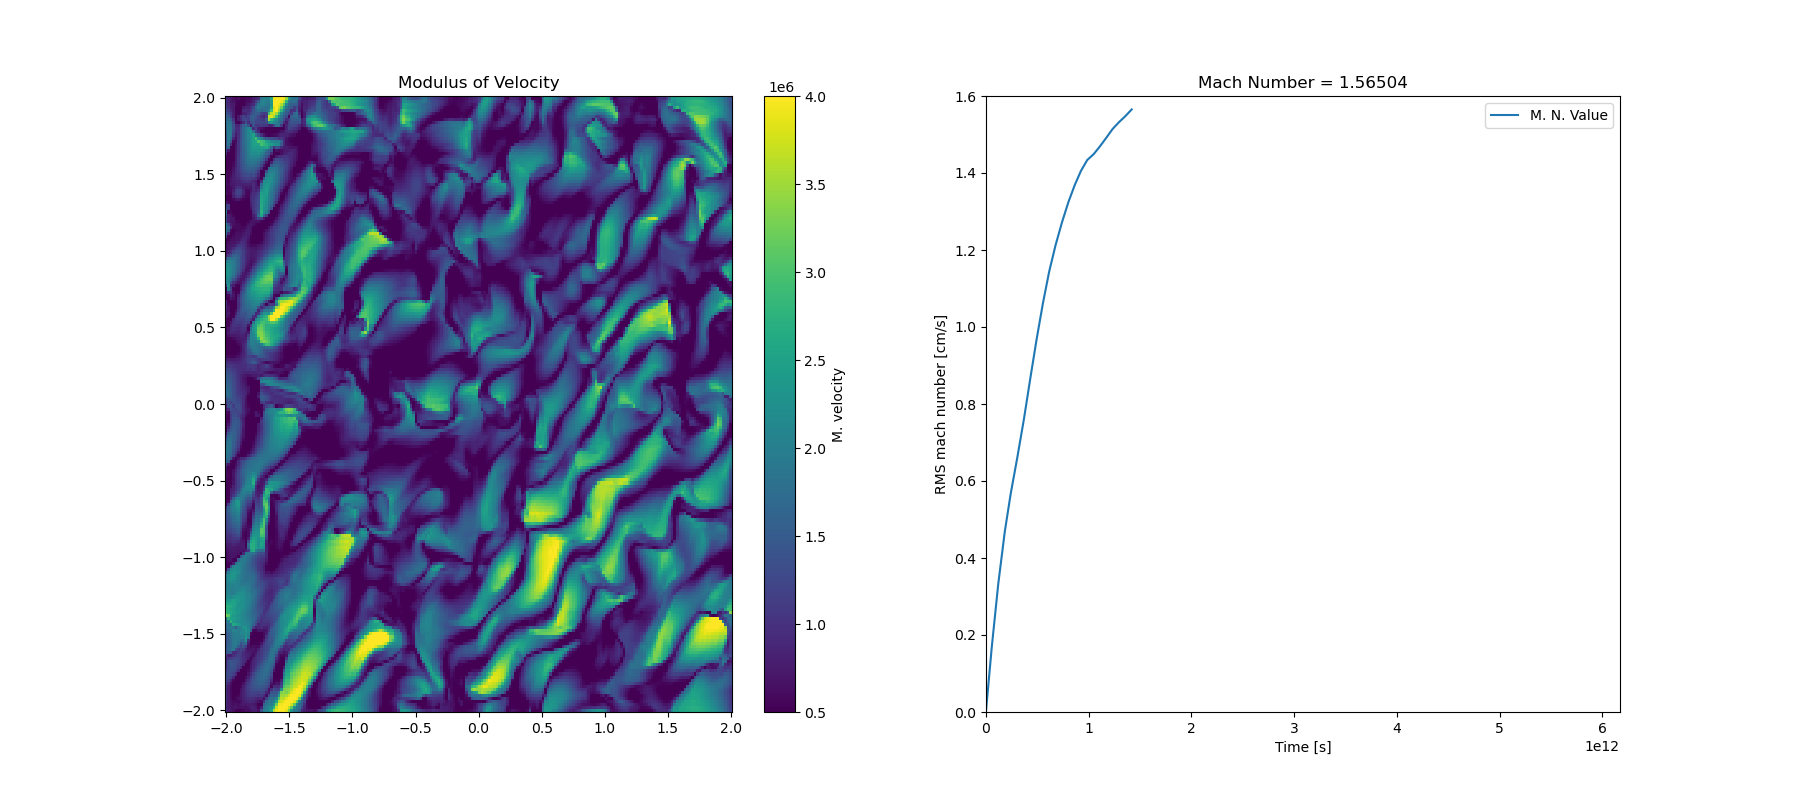 Modulus of Velocity
2.0
1.5
1.0
0.5
0.0
−0.5
−1.0
−1.5
−2.0
−2.0 −1.5 −1.0 −0.5 0.0 0.5 1.0 1.5 2.0
1e6
4.0
3.5
3.0
2.5
2.0
1.5
1.0
0.5
M. velocity
Mach Number = 1.56504
M. N. Value
RMS mach number [cm/s]
1.6
1.4
1.2
1.0
0.8
0.6
0.4
0.2
0.0
0 1 2 3 4 5 6
1e12
Time [s]